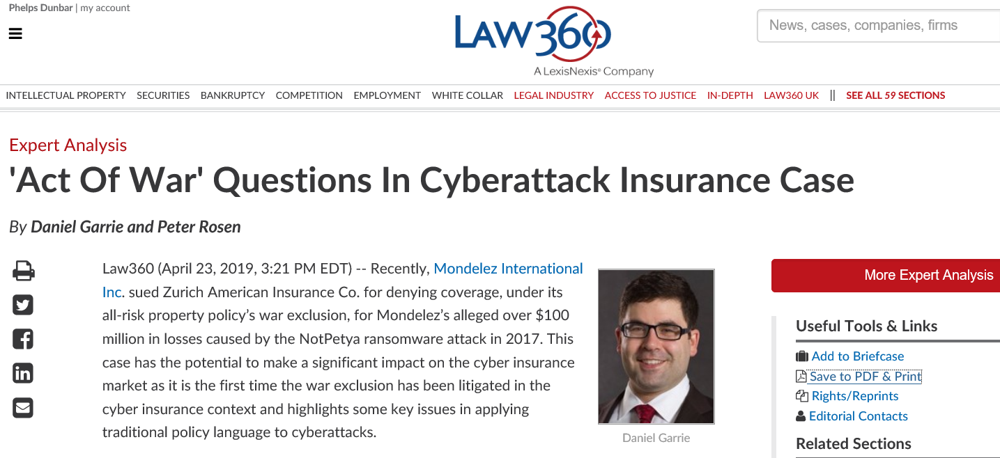 Phelps Dunbar | my account
LAW360
A LexisNexis® Company
News, cases, companies, firms
INTELLECTUAL PROPERTY SECURITIES BANKRUPTCY COMPETITION EMPLOYMENT WHITE COLLAR LEGAL INDUSTRY ACCESS TO JUSTICE IN-DEPTH LAW360 UK || SEE ALL 59 SECTIONS
Expert Analysis
'Act Of War' Questions In Cyberattack Insurance Case
By Daniel Garrie and Peter Rosen
Law360 (April 23, 2019, 3:21 PM EDT) -- Recently, Mondelez International
Inc. sued Zurich American Insurance Co. for denying coverage, under its
all-risk property policy’s war exclusion, for Mondelez’s alleged over $100
million in losses caused by the NotPetya ransomware attack in 2017. This
case has the potential to make a significant impact on the cyber insurance
market as it is the first time the war exclusion has been litigated in the
cyber insurance context and highlights some key issues in applying
traditional policy language to cyberattacks.
Daniel Garrie
More Expert Analysis
Useful Tools & Links
Add to Briefcase
Save to PDF & Print
Rights/Reprints
Editorial Contacts
Related Sections